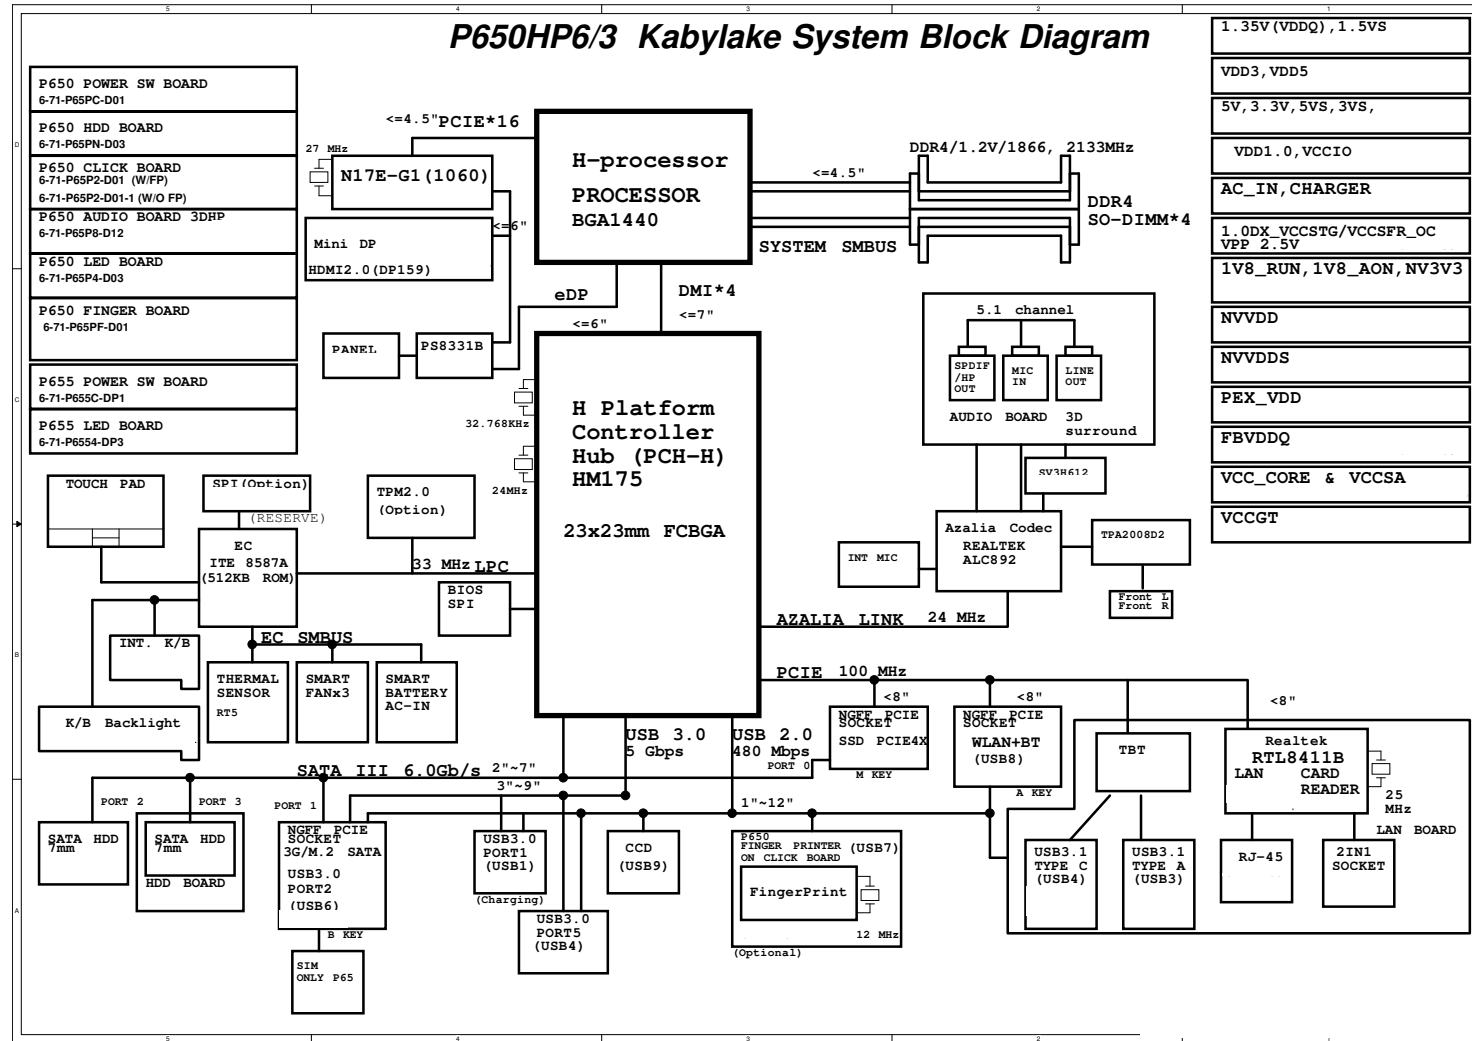 P650HP6/3 Kabylake System Block Diagram
P650 POWER SW BOARD
6-71-P65PC-D01
P650 HDD BOARD
6-71-P65PN-D03
P650 CLICK BOARD
6-71-P65P2-D01 (W/FP)
6-71-P65P2-D01-1 (W/O FP)
P650 AUDIO BOARD 3DHP
6-71-P65P8-D12
P650 LED BOARD
6-71-P65P4-D03
P650 FINGER BOARD
6-71-P65PF-D01
P655 POWER SW BOARD
6-71-P655C-DP1
P655 LED BOARD
6-71-P6554-DP3
1.35V(VDDQ),1.5VS
VDD3,VDD5
5V,3.3V,5VS,3VS,
VDD1.0,VCCIO
AC_IN,CHARGER
1.0DX_VCCSTG/VCCSFR_OC
VPP 2.5V
1V8_RUN,1V8_AON,NV3V3
NVVDD
NVVDDS
PEX_VDD
FBVDDQ
VCC_CORE & VCCSA
VCCGT
<=4.5"
PCIE*16
27 MHz
N17E-G1(1060)
<=6"
Mini DP
HDMI2.0(DP159)
H-processor
PROCESSOR
BGA1440
DDR4/1.2V/1866, 2133MHz
<=4.5"
DDR4
SO-DIMM*4
SYSTEM SMBUS
eDP
<=6"
DMI*4
<=7"
PANEL
PS8331B
32.768KHz
24MHz
H Platform
Controller
Hub (PCH-H)
HM175
23x23mm FCBGA
5.1 channel
SPDIF
/HP
OUT
MIC
IN
LINE
OUT
AUDIO BOARD
3D
surround
SV3H612
Azalia Codec
REALTEK
ALC892
INT MIC
TPA2008D2
Front L
Front R
AZALIA LINK 24 MHz
TOUCH PAD
SPI(Option)
(RESERVE)
EC
ITE 8587A
(512KB ROM)
TPM2.0
(Option)
33 MHz
LPC
BIOS
SPI
INT. K/B
K/B Backlight
EC SMBUS
THERMAL
SENSOR
RT5
SMART
FANx3
SMART
BATTERY
AC-IN
PCIE 100 MHz
<8"
<8"
<8"
NGFF PCIE
SOCKET
SSD PCIE4X
M KEY
NGFF PCIE
SOCKET
WLAN+BT
(USB8)
A KEY
TBT
Realtek
RTL8411B
LAN
CARD
READER
25
MHz
LAN BOARD
USB 3.0
5 Gbps
USB 2.0
480 Mbps
PORT 0
SATA III 6.0Gb/s
2"~7"
3"~9"
1"~12"
PORT 2
PORT 3
PORT 1
SATA HDD
7mm
SATA HDD
7mm
HDD BOARD
NGFF PCIE
SOCKET
3G/M.2 SATA
USB3.0
PORT2
(USB6)
B KEY
SIM
ONLY P65
USB3.0
PORT1
(USB1)
(Charging)
USB3.0
PORT5
(USB4)
CCD
(USB9)
P650
FINGER PRINTER (USB7)
ON CLICK BOARD
FingerPrint
12 MHz
(Optional)
USB3.1
TYPE C
(USB4)
USB3.1
TYPE A
(USB3)
RJ-45
2IN1
SOCKET
5
4
3
2
1
D
C
B
A
5
4
3
2